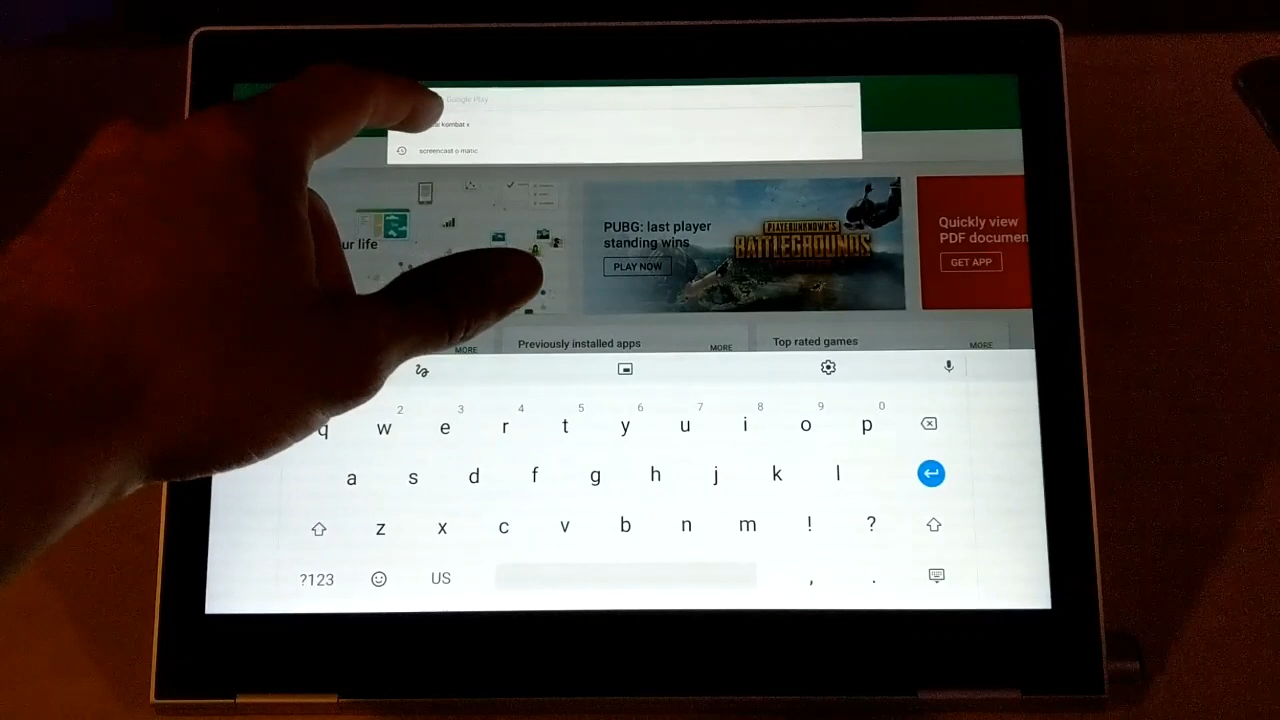 Google Play
kombat x
screencast o matic
ur life
PUBG: last player
standing wins
PLAY NOW
PLAYERUNKNOWN'S
BATTLEGROUNDS
Quickly view
PDF documen
GET APP
MORE
Previously installed apps
MORE
Top rated games
MORE
2 3 4 5 6 7 8 9 0
q w e r t y u i o p
a s d f g h j k l
z x c v b n m ! ?
?123 US , .